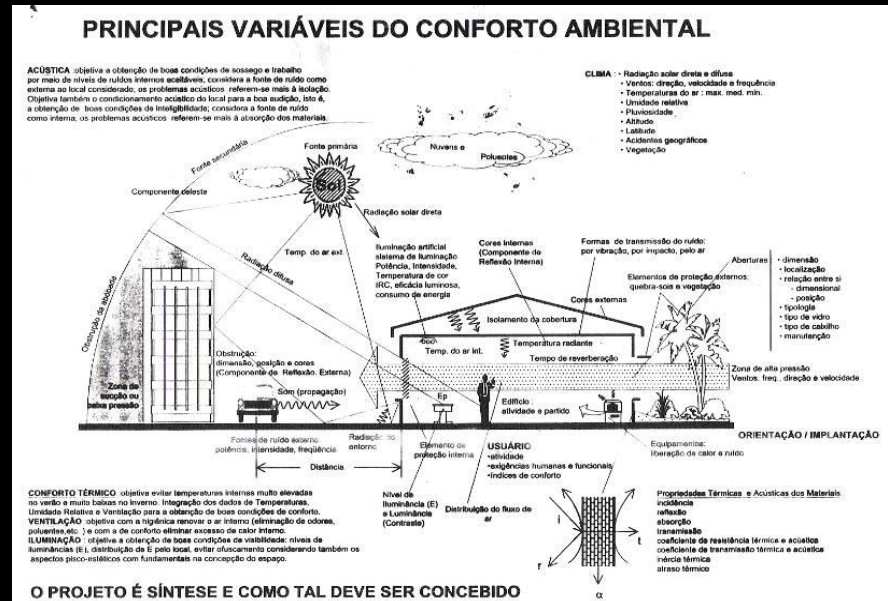 PRINCIPAIS VARIÁVEIS DO CONFORTO AMBIENTAL
ACÚSTICA :objetiva a obtenção de boas condições de sossego e trabalho
por meio de níveis de ruídos internos aceitáveis; considera a fonte de ruído como
externa ao local considerado; os problemas acústicos referem-se mais à isolação.
Objetiva também o condicionamento acústico do local para a boa audição, isto é,
a obtenção de boas condições de Inteligibilidade; considera a fonte de ruído
como interna; os problemas acústicos referem-se mais à absorção dos materiais.
CLIMA : • Radiação solar direta e difusa
• Ventos: direção, velocidade e frequência
• Temperaturas do ar : max. med. min.
• Umidade relativa
• Pluviosidade
• Altitude
• Latitude
• Acidentes geográficos
• Vegetação
Fonte secundária
Fonte primária
Nuvens e
Poluentes
Componente celeste
Sol
Radiação solar direta
Temp. do ar ext.
Radiação difusa
Obstrução da abóbada
Iluminação artificial
sistema de iluminação
Potência, Intensidade,
Temperatura de cor
IRC, eficácia luminosa,
consumo de energia
Cores internas
(Componente de
Reflexão Interna)
Formas de transmissão do ruído:
por vibração, por impacto, pelo ar
Elementos de proteção externos:
quebra-sois e vegetação
Aberturas
• dimensão
• localização
• relação entre si
- dimensional
- posição
• tipologia
• tipo de vidro
• tipo de caixilho
• manutenção
Cores externas
Isolamento da cobertura
Temp. do ar int.
Temperatura radiante
Tempo de reverberação
Obstrução:
dimensão, posição e cores
(Componente de Reflexão. Externa)
Zona de
sucção ou
baixa pressão
Som (propagação)
Ep
Edifício :
atividade e partido
Zona de alta pressão
Ventos: freq., direção e velocidade
ORIENTAÇÃO / IMPLANTAÇÃO
Fontes de ruído externo
potência, intensidade, freqüência
Radiação do
entorno
Elemento de
proteção interna
USUÁRIO
•atividade
•exigências humanas e funcionais
•índices de conforto
Equipamentos:
liberação de calor e ruído
Distância
Nível de
Iluminância (E)
e Luminância
(Contraste)
Distribuição do fluxo de
ar
CONFORTO TÉRMICO objetiva evitar temperaturas internas muito elevadas
no verão e muito baixas no inverno. Integração dos dados de Temperaturas,
Umidade Relativa e Ventilação para a obtenção de boas condições de conforto.
VENTILAÇÃO objetiva com a higiênica renovar o ar interno (eliminação de odores,
poluentes,etc ) e com a de conforto eliminar excesso de calor interno.
ILUMINAÇÃO : objetiva a obtenção de boas condições de visibilidade: níveis de
iluminâncias (E), distribuição de E pelo local, evitar ofuscamento considerando também os
aspectos pisco-estéticos com fundamentais na concepção do espaço.
i
r
t
α
α
Propriedades Térmicas e Acústicas dos Materiais
incidência
reflexão
absorção
transmissão
coeficiente de resistência térmica e acústica
coeficiente de transmissão térmica e acústica
inércia térmica
atraso térmico
O PROJETO É SÍNTESE E COMO TAL DEVE SER CONCEBIDO